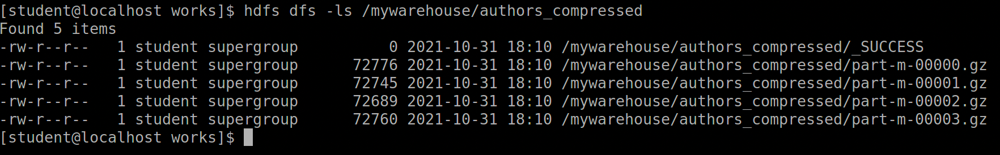 [student@localhost works]$ hdfs dfs -ls /mywarehouse/authors_compressed
Found 5 items
-rw-r--r--   1 student supergroup          0 2021-10-31 18:10 /mywarehouse/authors_compressed/_SUCCESS
-rw-r--r--   1 student supergroup      72776 2021-10-31 18:10 /mywarehouse/authors_compressed/part-m-00000.gz
-rw-r--r--   1 student supergroup      72745 2021-10-31 18:10 /mywarehouse/authors_compressed/part-m-00001.gz
-rw-r--r--   1 student supergroup      72689 2021-10-31 18:10 /mywarehouse/authors_compressed/part-m-00002.gz
-rw-r--r--   1 student supergroup      72760 2021-10-31 18:10 /mywarehouse/authors_compressed/part-m-00003.gz
[student@localhost works]$